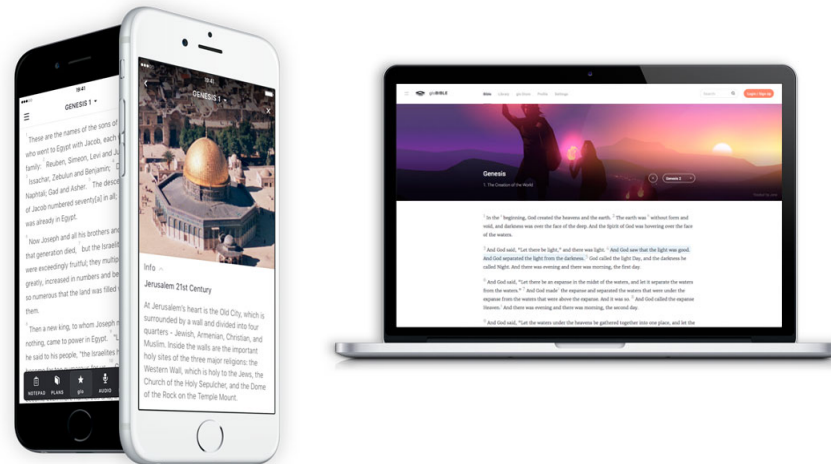 16:41
GENESIS 1
These are the names of the sons of
who went to Egypt with Jacob, each
family: Reuben, Simeon, Levi and Ju
Issachar, Zebulun and Benjamin; D
Naphtali; Gad and Asher. The desce
of Jacob numbered seventy[a] in all;
was already in Egypt.
Now Joseph and all his brothers and
that generation died, but the Israelit
were exceedingly fruitful; they multip
greatly, increased in numbers and be
so numerous that the land was filled
them.
Then a new king, to whom Joseph
nothing, came to power in Egypt. "L
he said to his people, "the Israelites
NOTEPAD PLANS glo AUDIO
16:41
GENESIS 1
Info
Jerusalem 21st Century
At Jerusalem's heart is the Old City, which is
surrounded by a wall and divided into four
quarters - Jewish, Armenian, Christian, and
Muslim. Inside the walls are the important
holy sites of the three major religions: the
Western Wall, which is holy to the Jews, the
Church of the Holy Sepulcher, and the Dome
of the Rock on the Temple Mount.
gloBIBLE Bible Library Profile Settings Search Login / Sign up
Genesis
1. The Creation of the World
Genesis 2
1 In the beginning, God created the heavens and the earth. 2 The earth was without form and
void, and darkness was over the face of the deep. And the Spirit of God was hovering over the face
of the waters.
3 And God said, "Let there be light," and there was light. 4 And God saw that the light was good.
And God separated the light from the darkness. 5 God called the light Day, and the darkness he
called Night. And there was evening and there was morning, the first day.
6 And God said, "Let there be an expanse in the midst of the waters, and let it separate the waters
from the waters." 7 And God made the expanse and separated the waters that were under the
expanse from the waters that were above the expanse. And it was so. 8 And God called the expanse
Heaven. And there was evening and there was morning, the second day.
And God said, "Let the waters under the heavens be gathered together into one place, and let the